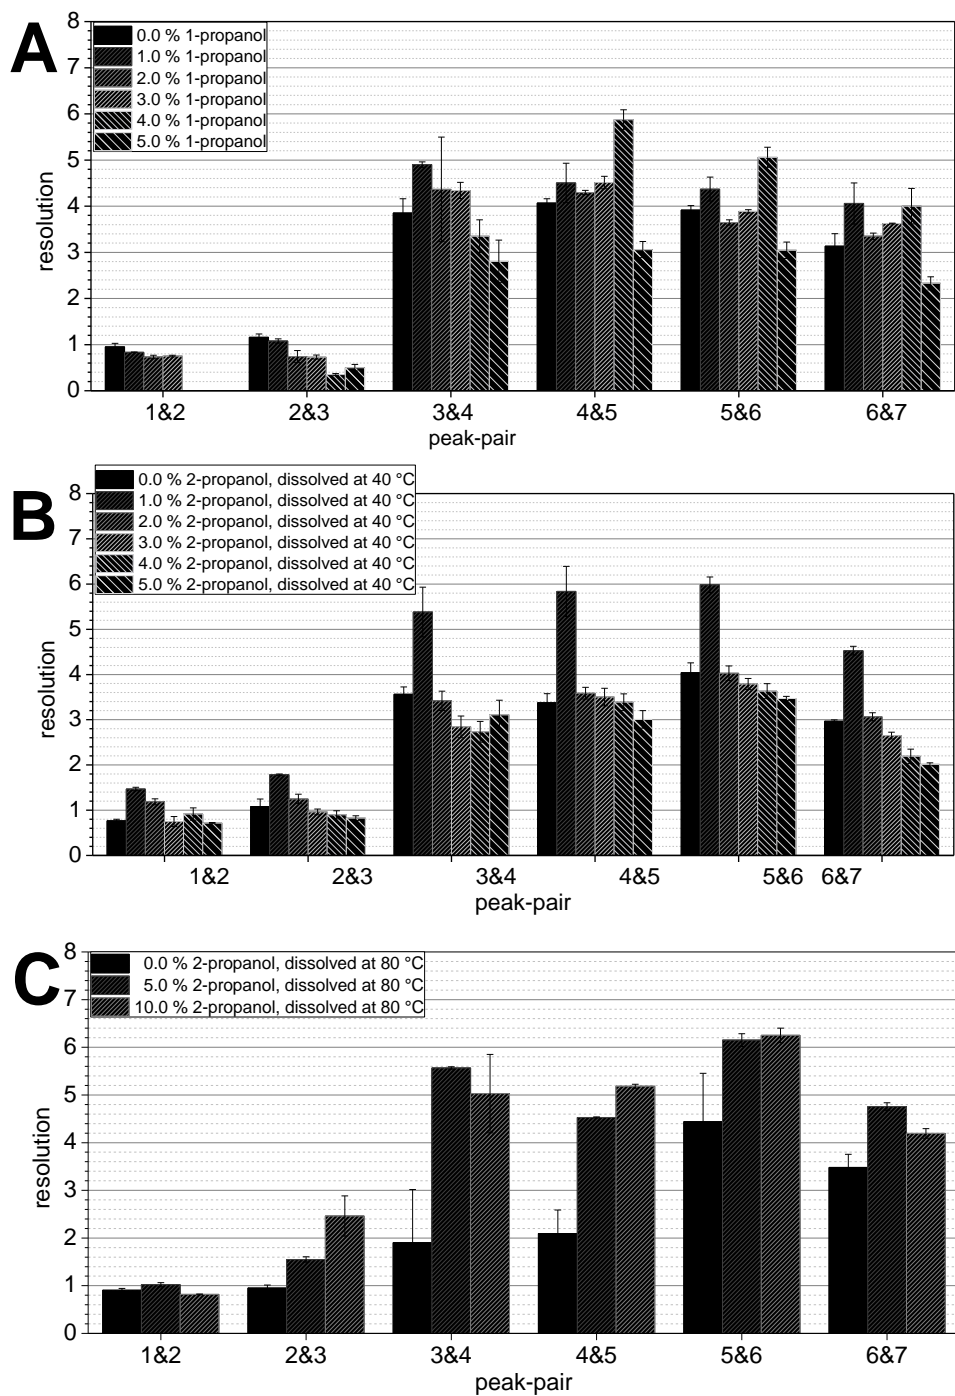 A
8
7
6
5
4
3
2
1
0
resolution
0.0 % 1-propanol
1.0 % 1-propanol
2.0 % 1-propanol
3.0 % 1-propanol
4.0 % 1-propanol
5.0 % 1-propanol
1&2 2&3 3&4 4&5 5&6 6&7
peak-pair
B
8
7
6
5
4
3
2
1
0
resolution
0.0 % 2-propanol, dissolved at 40 °C
1.0 % 2-propanol, dissolved at 40 °C
2.0 % 2-propanol, dissolved at 40 °C
3.0 % 2-propanol, dissolved at 40 °C
4.0 % 2-propanol, dissolved at 40 °C
5.0 % 2-propanol, dissolved at 40 °C
1&2 2&3 3&4 4&5 5&6 6&7
peak-pair
C
8
7
6
5
4
3
2
1
0
resolution
0.0 % 2-propanol, dissolved at 80 °C
5.0 % 2-propanol, dissolved at 80 °C
10.0 % 2-propanol, dissolved at 80 °C
1&2 2&3 3&4 4&5 5&6 6&7
peak-pair